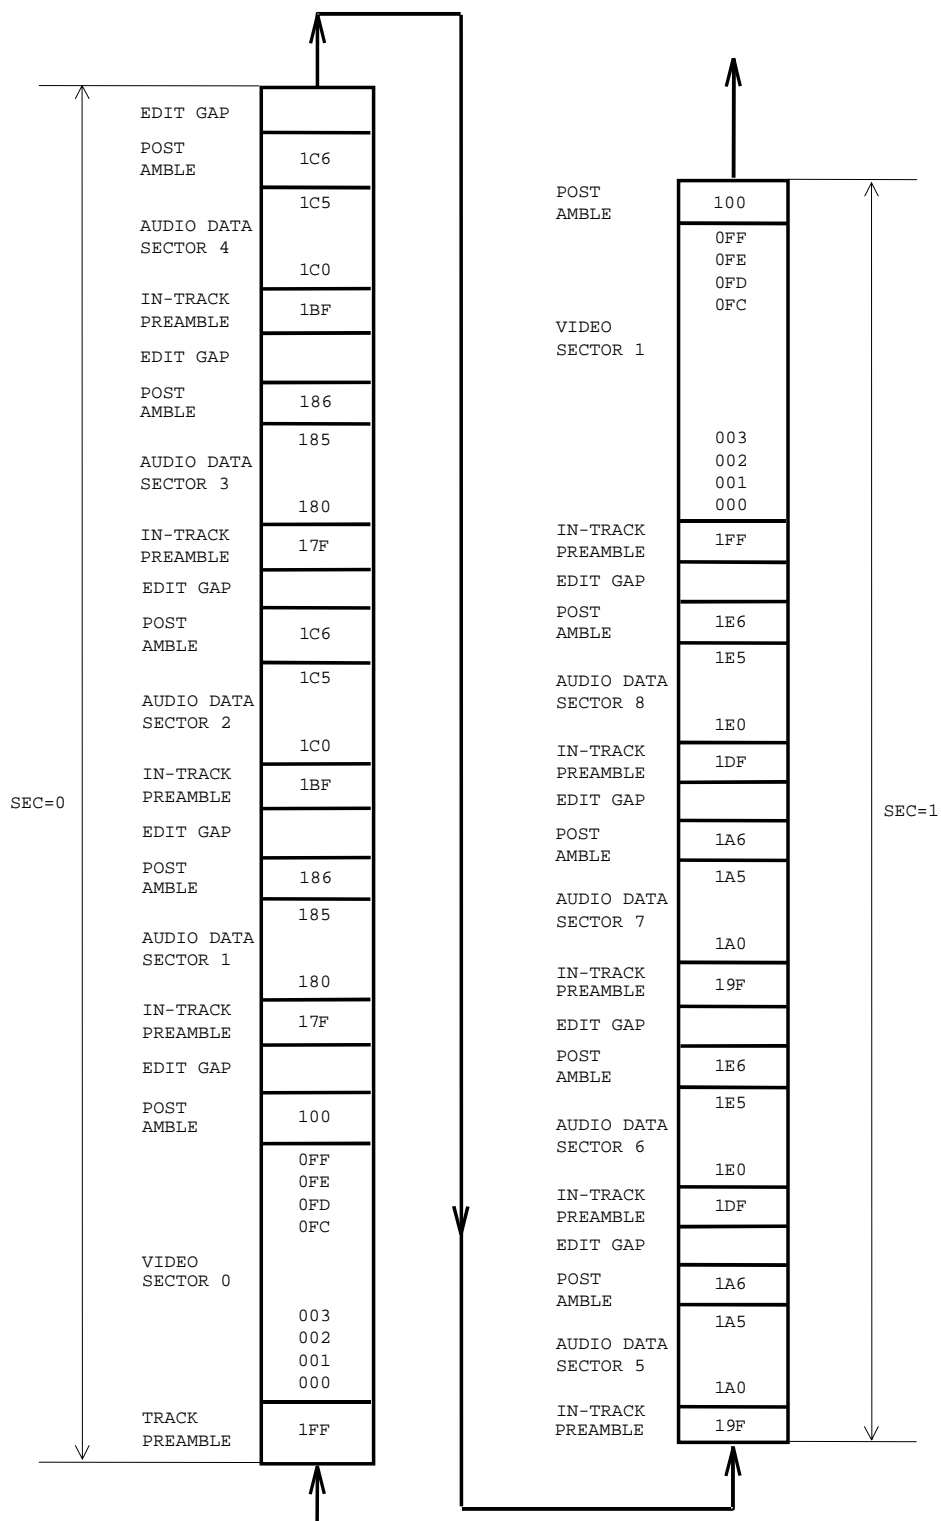 EDIT GAP
POST
AMBLE
1C6
1C5
AUDIO DATA
SECTOR 4
1C0
IN-TRACK
PREAMBLE
1BF
EDIT GAP
POST
AMBLE
186
185
AUDIO DATA
SECTOR 3
180
IN-TRACK
PREAMBLE
17F
EDIT GAP
POST
AMBLE
1C6
1C5
AUDIO DATA
SECTOR 2
1C0
IN-TRACK
PREAMBLE
1BF
SEC=0
EDIT GAP
POST
AMBLE
186
185
AUDIO DATA
SECTOR 1
180
IN-TRACK
PREAMBLE
17F
EDIT GAP
POST
AMBLE
100
0FF
0FE
0FD
0FC
VIDEO
SECTOR 0
003
002
001
000
TRACK
PREAMBLE
1FF
POST
AMBLE
100
0FF
0FE
0FD
0FC
VIDEO
SECTOR 1
003
002
001
000
IN-TRACK
PREAMBLE
1FF
EDIT GAP
POST
AMBLE
1E6
1E5
AUDIO DATA
SECTOR 8
1E0
IN-TRACK
PREAMBLE
1DF
EDIT GAP
SEC=1
POST
AMBLE
1A6
1A5
AUDIO DATA
SECTOR 7
1A0
IN-TRACK
PREAMBLE
19F
EDIT GAP
POST
AMBLE
1E6
1E5
AUDIO DATA
SECTOR 6
1E0
IN-TRACK
PREAMBLE
1DF
EDIT GAP
POST
AMBLE
1A6
1A5
AUDIO DATA
SECTOR 5
1A0
IN-TRACK
PREAMBLE
19F